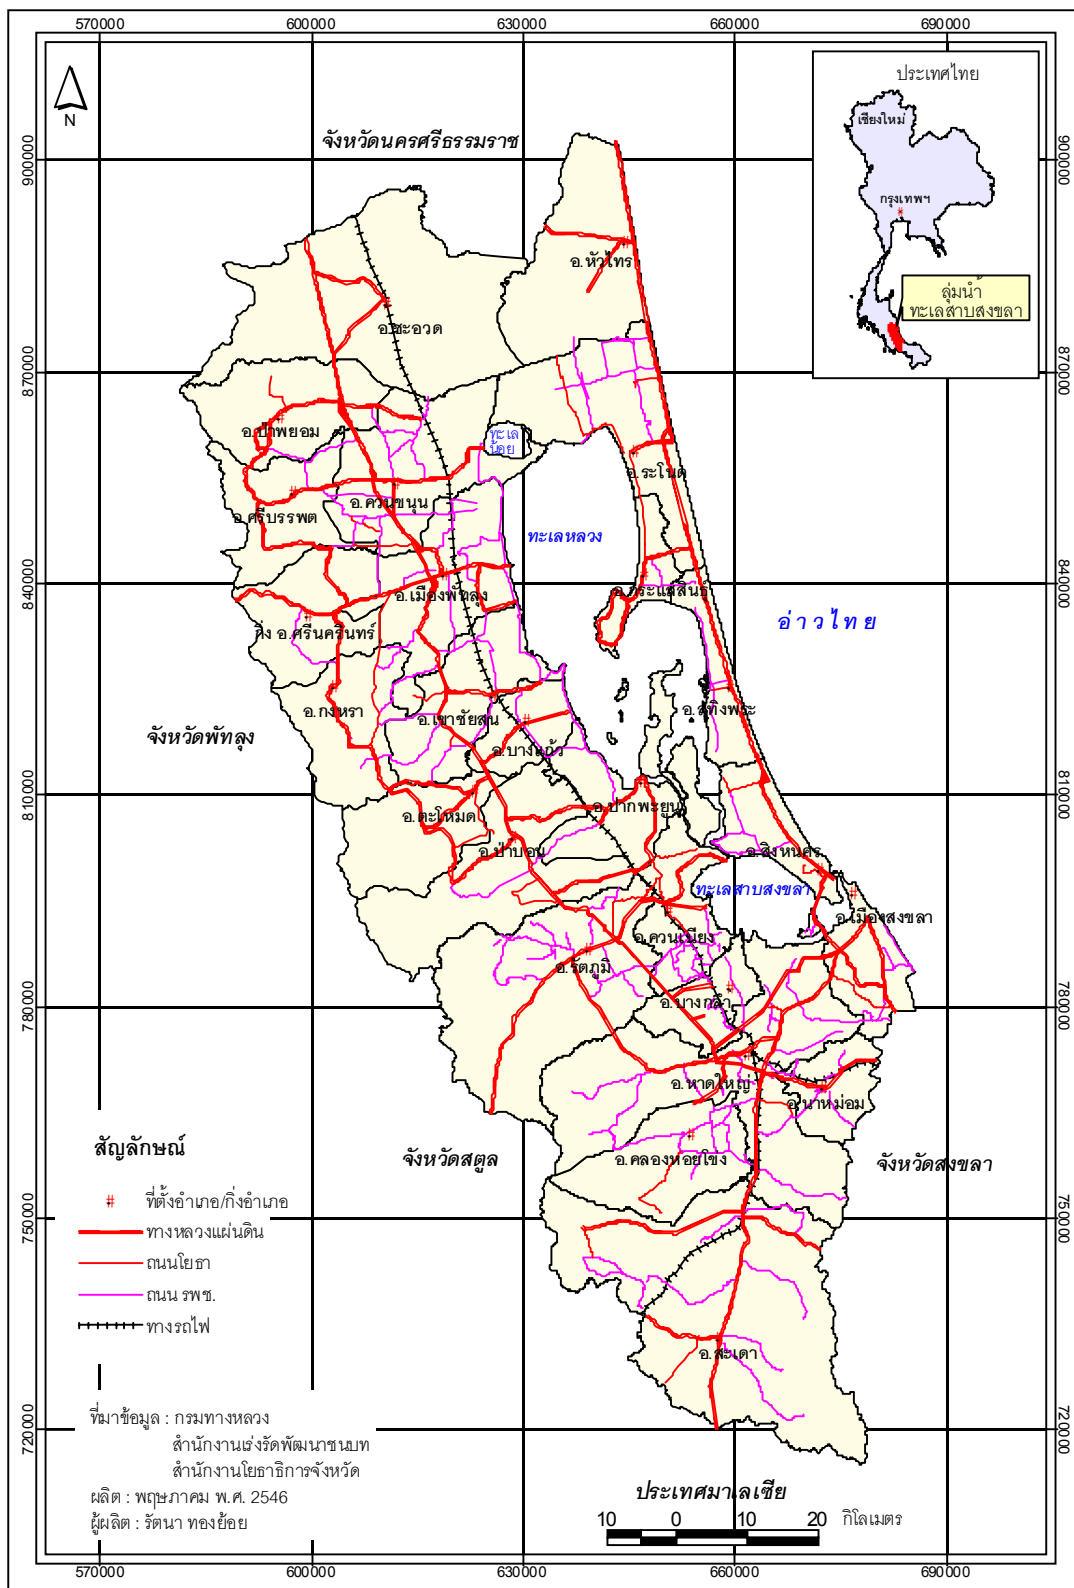 570000 600000 630000 660000 690000
ประเทศไทย
เชียงใหม่
กรุงเทพฯ
ลุ่มน้ำ
ทะเลสาบสงขลา
N
จังหวัดนครศรีธรรมราช
900000 900000
อ.หัวไทร
อ.ชะอวด
870000 870000
อ.ป่าพยอม
ทะเล
น้อย
อ.ระโนด
อ.ควนขนุน
อ.ศรีบรรพต
ทะเลหลวง
840000 840000
อ.เมืองพัทลุง
อ.กระแสสินธุ์
อ่าวไทย
กิ่ง อ.ศรีนครินทร์
อ.กงหรา
อ.เขาชัยสน
อ.สทิงพระ
จังหวัดพัทลุง
อ.บางแก้ว
810000 810000
อ.ตะโหมด
อ.ปากพะยูน
อ.ป่าบอน
อ.สิงหนคร
ทะเลสาบสงขลา
อ.เมืองสงขลา
อ.ควนเนียง
อ.รัตภูมิ
อ.บางกล่ำ
780000 780000
อ.หาดใหญ่
อ.นาหม่อม
จังหวัดสตูล
อ.คลองหอยโข่ง
จังหวัดสงขลา
สัญลักษณ์
ที่ตั้งอำเภอ/กิ่งอำเภอ
750000 750000
ทางหลวงแผ่นดิน
ถนนโยธา
ถนน รพช.
ทางรถไฟ
อ.สะเดา
720000 720000
ที่มาข้อมูล : กรมทางหลวง
สำนักงานเร่งรัดพัฒนาชนบท
สำนักงานโยธาธิการจังหวัด
ผลิต : พฤษภาคม พ.ศ. 2546
ผู้ผลิต : รัตนา ทองย้อย
ประเทศมาเลเซีย
10 0 10 20 กิโลเมตร
570000 600000 630000 660000 690000